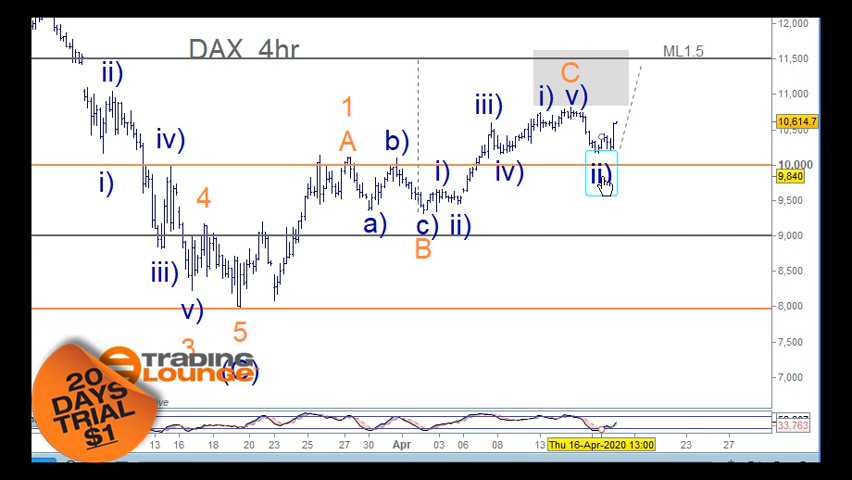 DAX 4hr
ML1.5
12,000
11,500
11,000
10,614.7
10,500
10,000
9,840
9,500
9,000
8,500
8,000
7,500
7,000
ii)
i)
iv)
iii)
v)
3
4
5
(C)
1
A
a)
b)
c)
B
i)
ii)
iii)
iv)
i)
v)
C
ii)
eTRADING
LOUNGE
20
DAYS
TRIAL
$1
33.763
13 16 18 20 23 25 27 30 Apr 03 06 08 13 Thu 16-Apr-2020 13:00 23 27